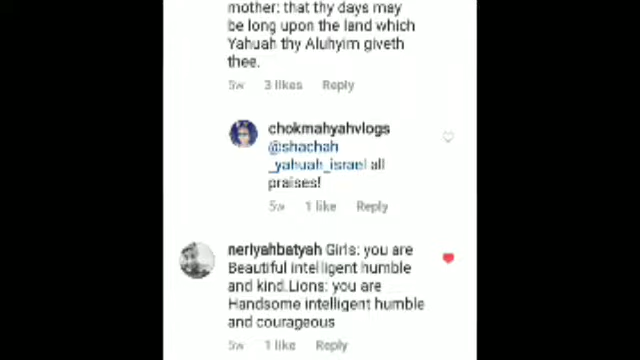 mother: that thy days may
be long upon the land which
Yahuah thy Aluhyim giveth
thee.
5w 3 likes Reply
chokmahyahvlogs
@shachah
_yahuah_israel all
praises!
5w 1 like Reply
neriyahbatyah Girls: you are
Beautiful intelligent humble
and kind.Lions: you are
Handsome intelligent humble
and courageous
5w 1 like Reply